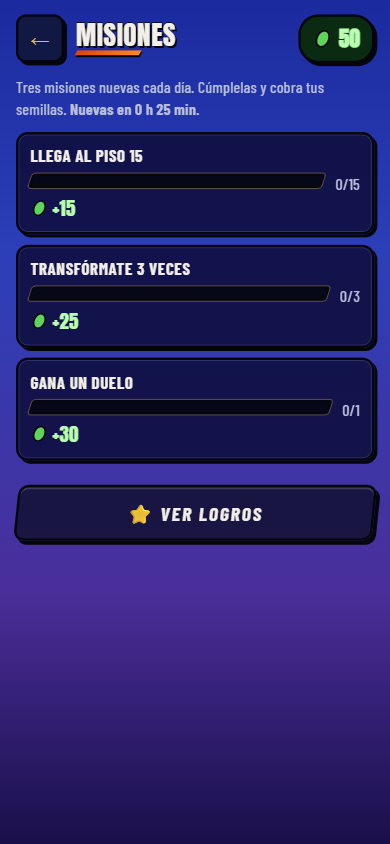 ← MISIONES 50
Tres misiones nuevas cada día. Cúmplelas y cobra tus
semillas. Nuevas en 0 h 25 min.
LLEGA AL PISO 15
0/15
+15
TRANSFÓRMATE 3 VECES
0/3
+25
GANA UN DUELO
0/1
+30
VER LOGROS